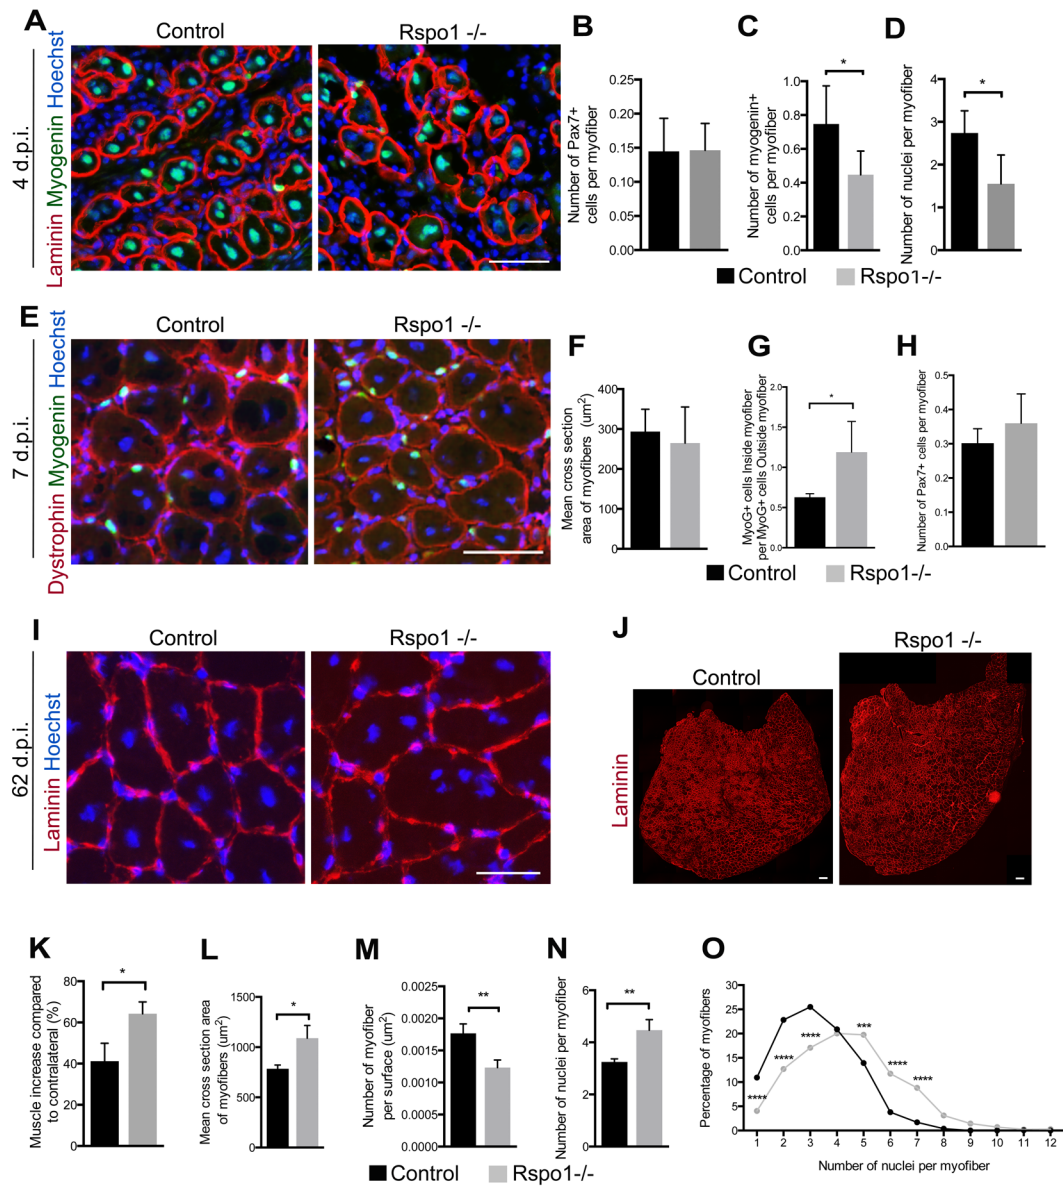 A
Control
Rspo1 -/-
4 d.p.i.
Laminin Myogenin Hoechst
B
Number of Pax7+
cells per myofiber
0.25
0.20
0.15
0.10
0.05
0.00
C
Number of myogenin+
cells per myofiber
1.0
0.8
0.6
0.4
0.2
0.0
*
D
Number of nuclei per myofiber
4
3
2
1
0
*
Control
Rspo1-/-
E
Control
Rspo1 -/-
7 d.p.i.
Dystrophin Myogenin Hoechst
F
Mean cross section
area of myofibers (um2)
400
300
200
100
0
G
MyoG+ cells Inside myofiber
per MyoG+ cells Outside myofiber
2.0
1.5
1.0
0.5
0.0
*
H
Number of Pax7+ cells per myofiber
0.5
0.4
0.3
0.2
0.1
0.0
Control
Rspo1-/-
I
Control
Rspo1 -/-
62 d.p.i.
Laminin Hoechst
J
Control
Rspo1 -/-
Laminin
K
Muscle increase compared
to contralateral (%)
80
60
40
20
0
*
L
Mean cross section area
of myofibers (um2)
1500
1000
500
0
*
M
Number of myofiber
per surface (um2)
0.0025
0.0020
0.0015
0.0010
0.0005
0.0000
**
N
Number of nuclei per myofiber
6
4
2
0
**
Control
Rspo1-/-
O
Percentage of myofibers
30
25
20
15
10
5
0
****
****
****
***
****
****
1 2 3 4 5 6 7 8 9 10 11 12
Number of nuclei per myofiber